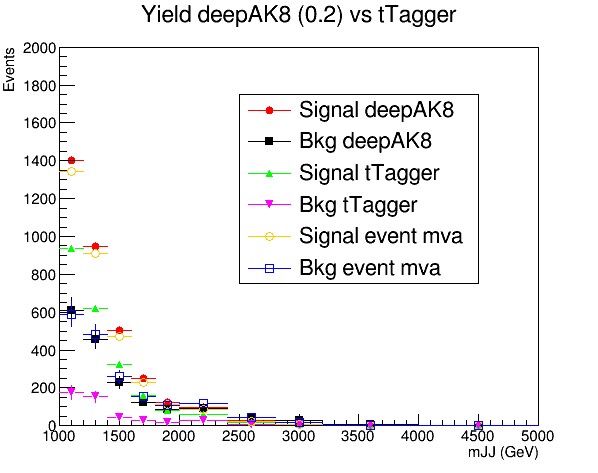 Yield deepAK8 (0.2) vs tTagger
Events
2000
1800
1600
1400
1200
1000
800
600
400
200
0
Signal deepAK8
Bkg deepAK8
Signal tTagger
Bkg tTagger
Signal event mva
Bkg event mva
1000 1500 2000 2500 3000 3500 4000 4500 5000
mJJ (GeV)